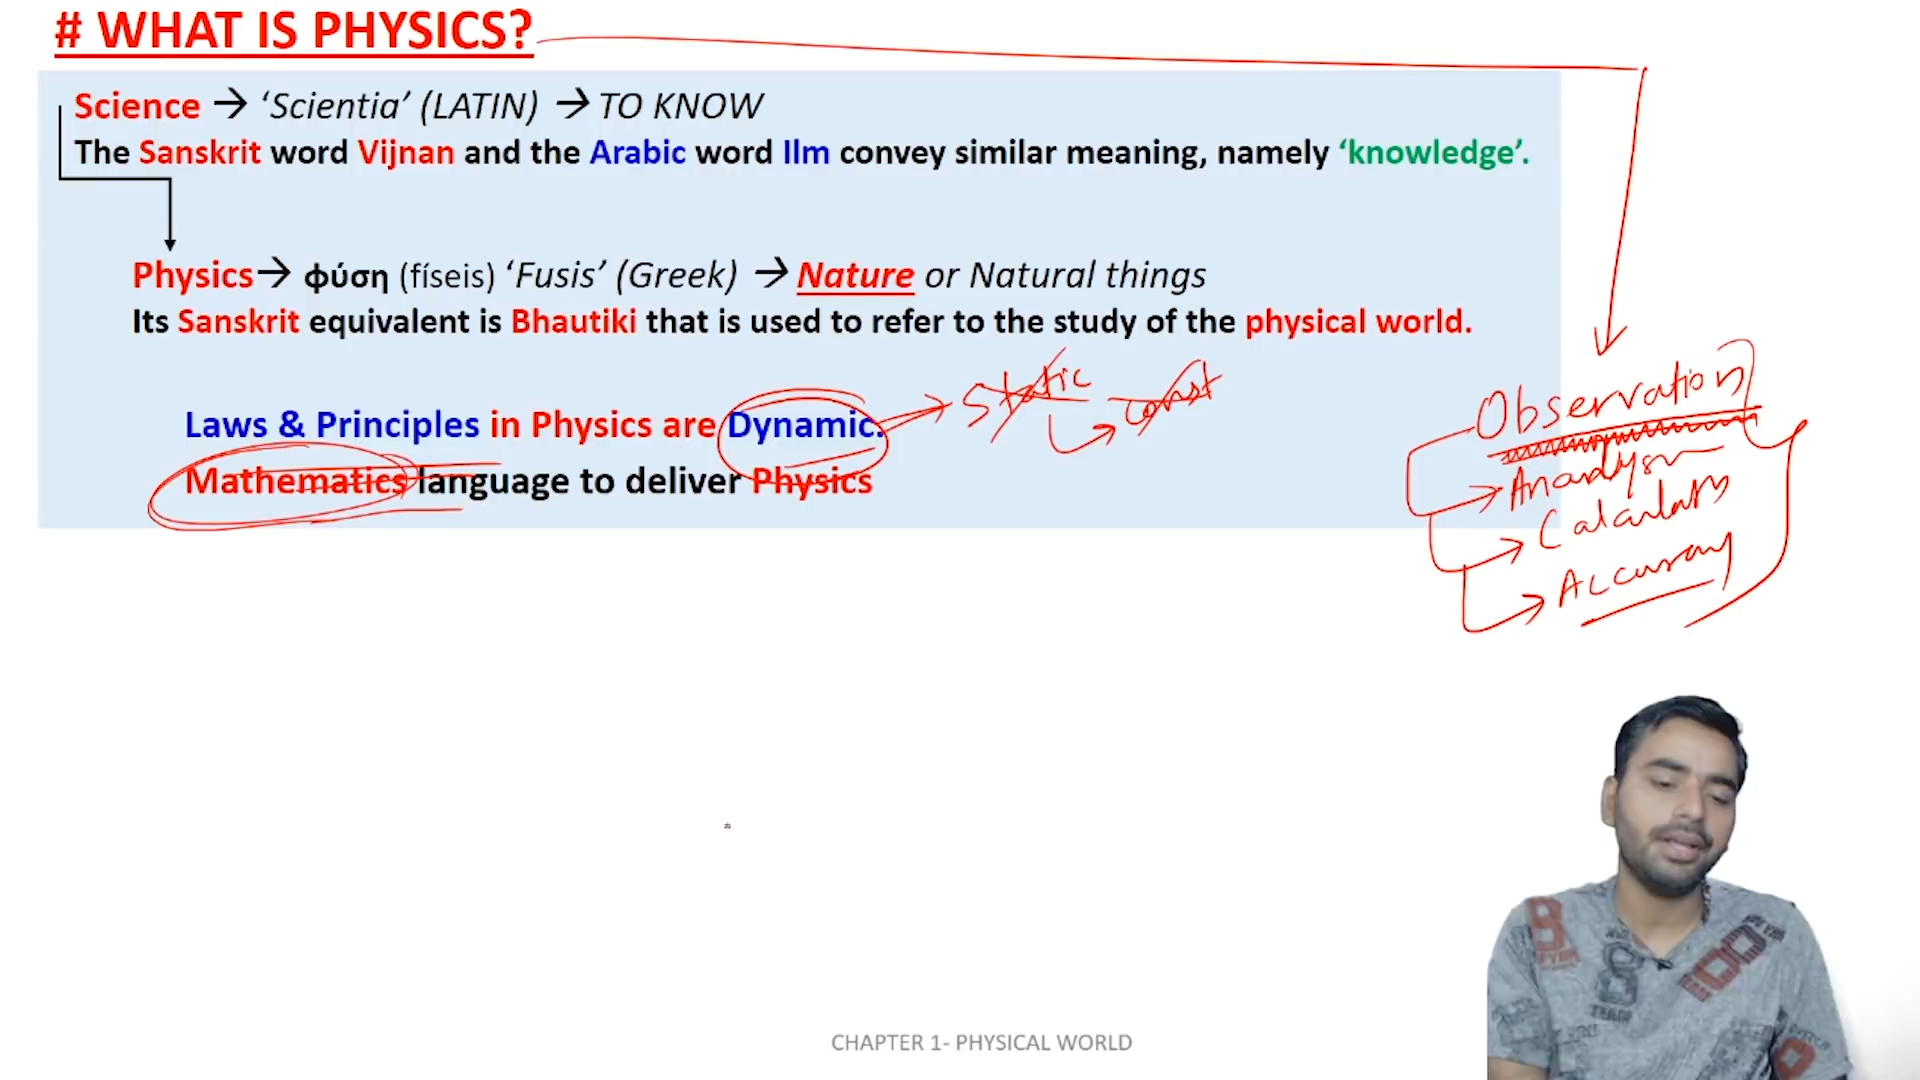 # WHAT IS PHYSICS?
Science → ‘Scientia’ (LATIN) → TO KNOW
The Sanskrit word Vijnan and the Arabic word Ilm convey similar meaning, namely ‘knowledge’.
Physics→ φύση (físeis) ‘Fusis’ (Greek) → Nature or Natural things
Its Sanskrit equivalent is Bhautiki that is used to refer to the study of the physical world.
Static const
Laws & Principles in Physics are Dynamic.
Mathematics language to deliver Physics
Observation
Accuracy
CHAPTER 1- PHYSICAL WORLD